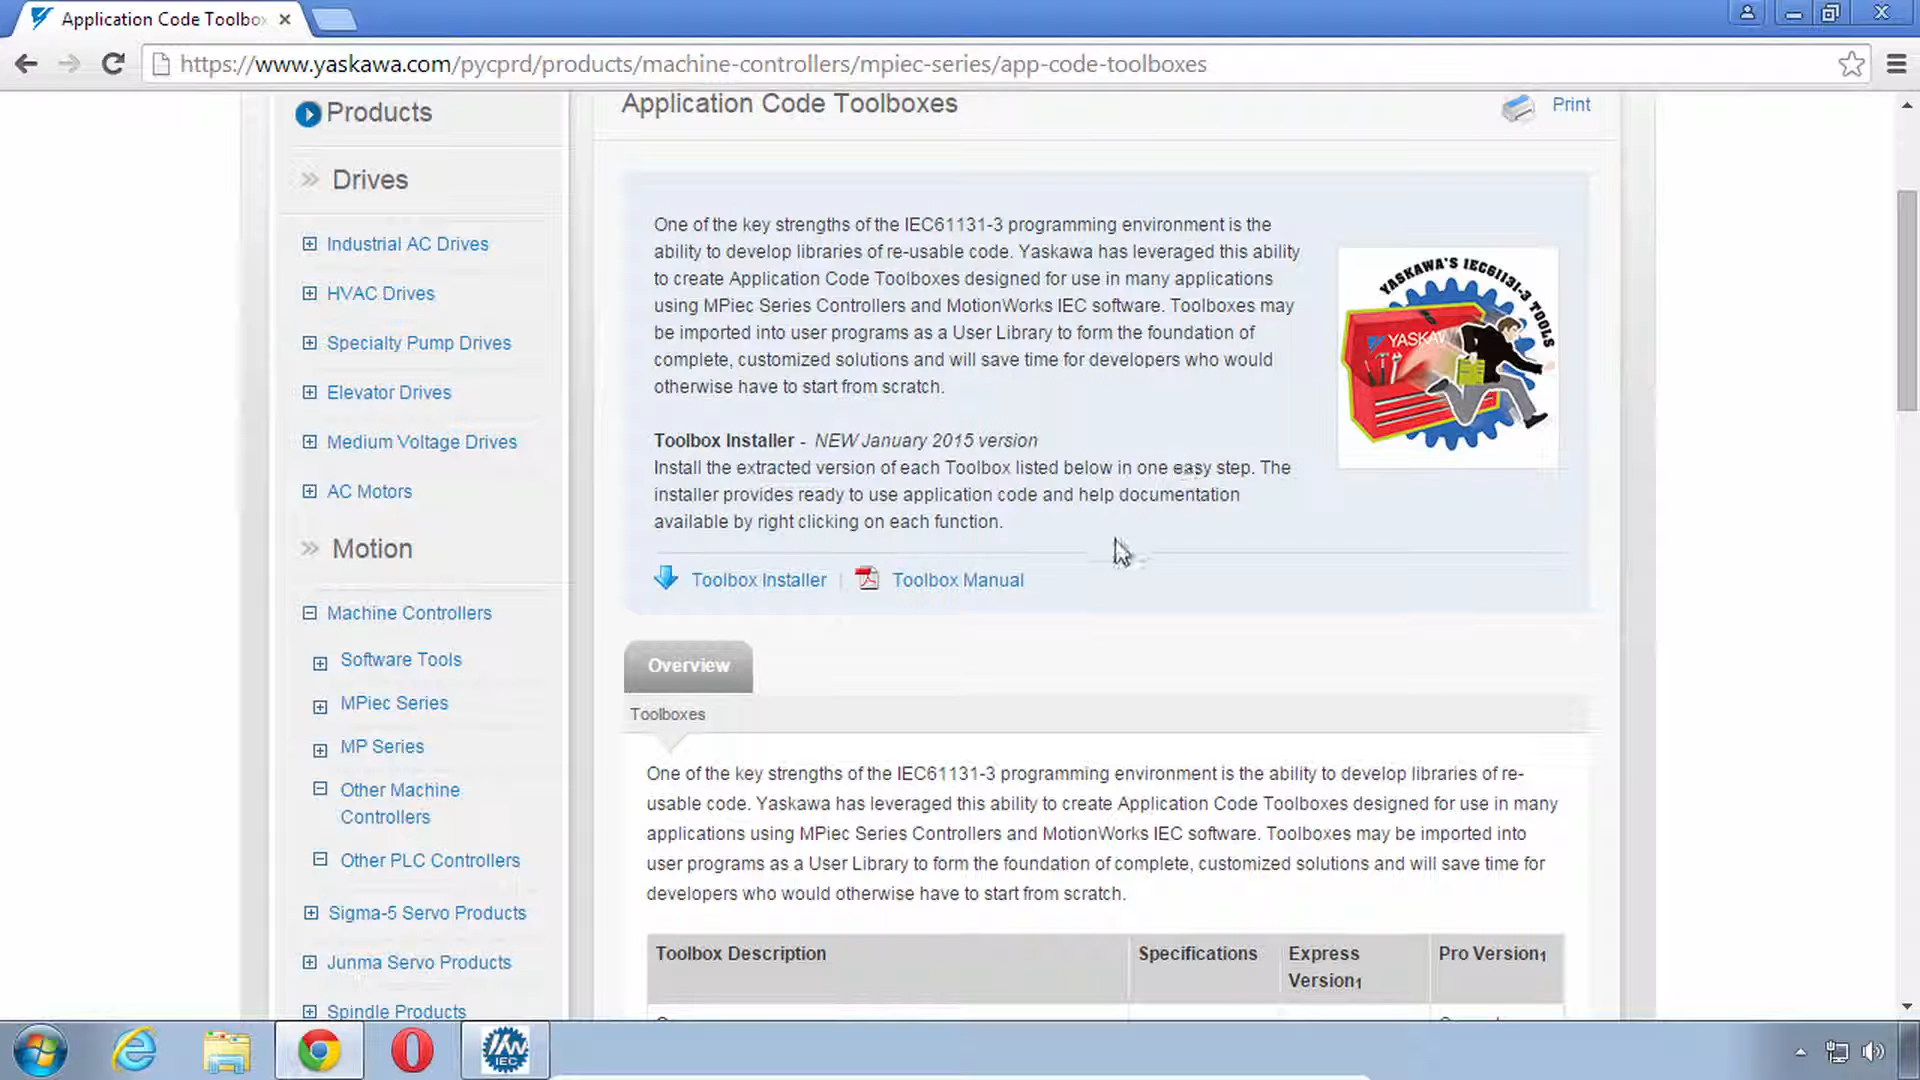 Application Code Toolbo
https://www.yaskawa.com/pycprd/products/machine-controllers/mpiec-series/app-code-toolboxes
Products
Drives
Industrial AC Drives
HVAC Drives
Specialty Pump Drives
Elevator Drives
Medium Voltage Drives
AC Motors
Motion
Machine Controllers
Software Tools
MPiec Series
MP Series
Other Machine
Controllers
Other PLC Controllers
Sigma-5 Servo Products
Junma Servo Products
Spindle Products
Application Code Toolboxes
Print
One of the key strengths of the IEC61131-3 programming environment is the
ability to develop libraries of re-usable code. Yaskawa has leveraged this ability
to create Application Code Toolboxes designed for use in many applications
using MPiec Series Controllers and MotionWorks IEC software. Toolboxes may
be imported into user programs as a User Library to form the foundation of
complete, customized solutions and will save time for developers who would
otherwise have to start from scratch.
YASKAWA'S IEC61131-3 TOOLS
YASKAW
Toolbox Installer - NEW January 2015 version
Install the extracted version of each Toolbox listed below in one easy step. The
installer provides ready to use application code and help documentation
available by right clicking on each function.
Toolbox Installer | Toolbox Manual
Overview
Toolboxes
One of the key strengths of the IEC61131-3 programming environment is the ability to develop libraries of re-
usable code. Yaskawa has leveraged this ability to create Application Code Toolboxes designed for use in many
applications using MPiec Series Controllers and MotionWorks IEC software. Toolboxes may be imported into
user programs as a User Library to form the foundation of complete, customized solutions and will save time for
developers who would otherwise have to start from scratch.
Toolbox Description Specifications Express Pro Version1
Version1
IEC